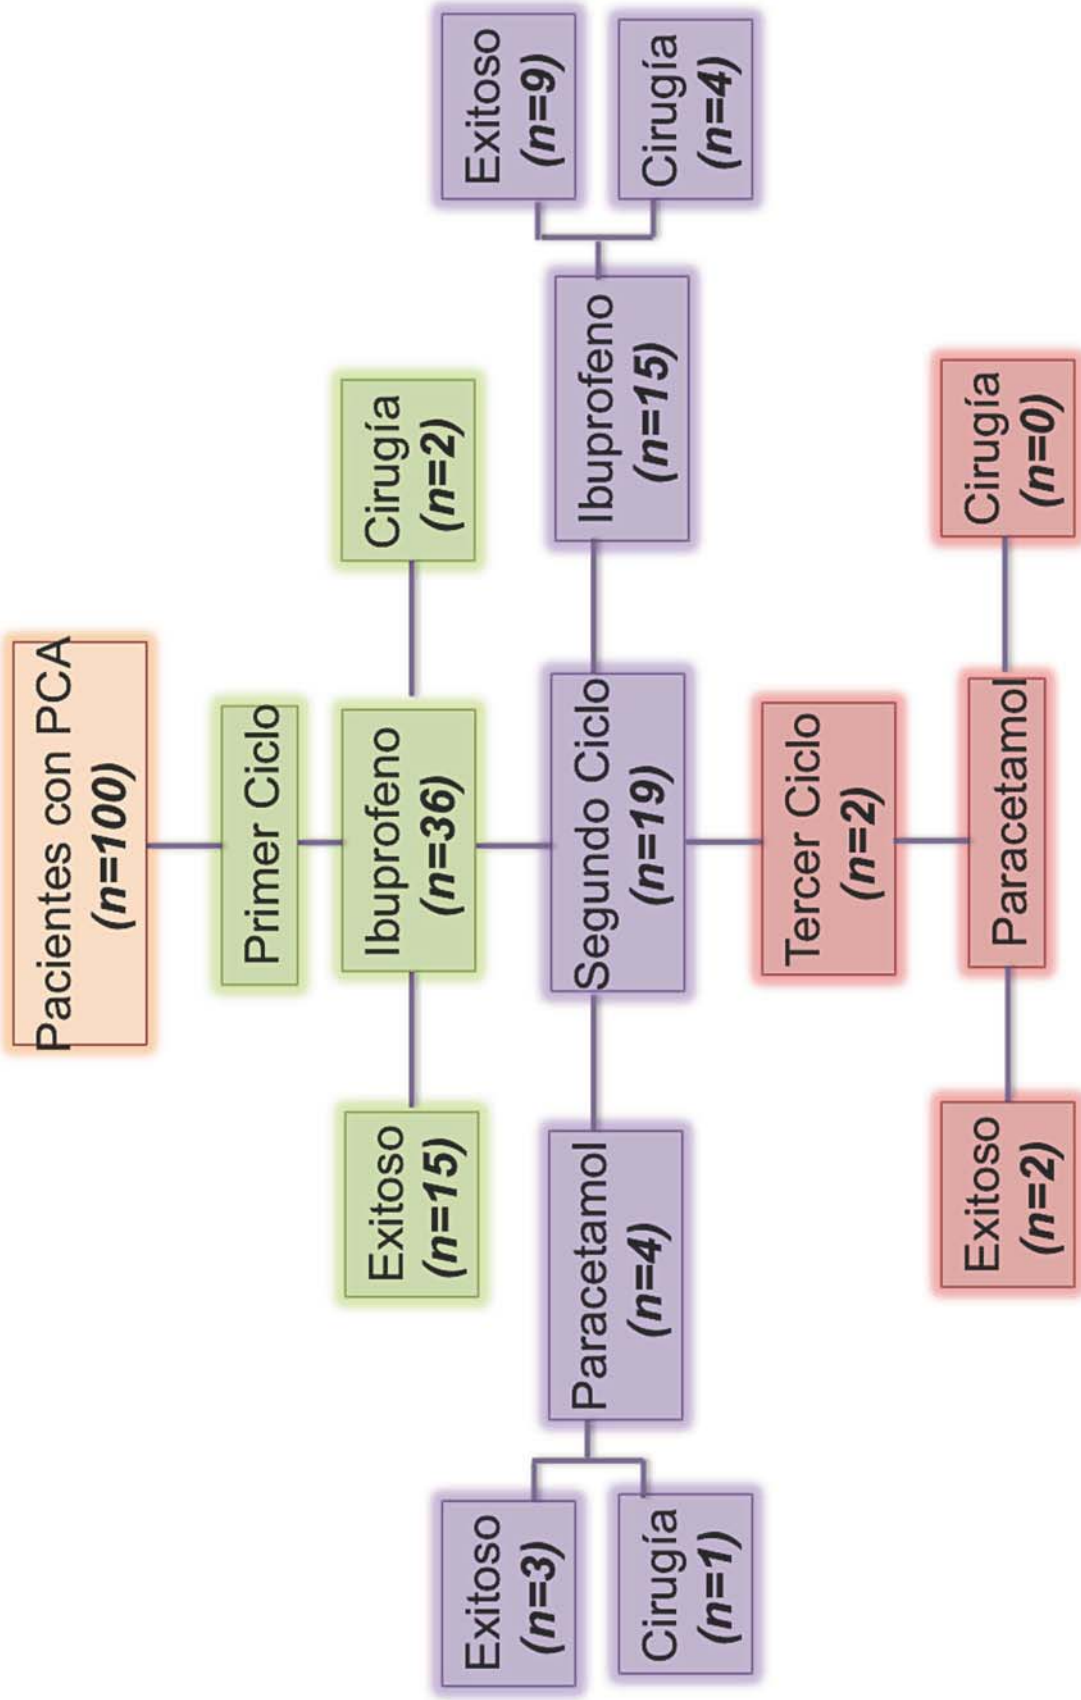 Pacientes con PCA
(n=100)
Primer Ciclo
Exitoso
(n=15)
Ibuprofeno
(n=36)
Cirugía
(n=2)
Exitoso
(n=3)
Cirugía
(n=1)
Paracetamol
(n=4)
Segundo Ciclo
(n=19)
Ibuprofeno
(n=15)
Exitoso
(n=9)
Cirugía
(n=4)
Tercer Ciclo
(n=2)
Exitoso
(n=2)
Paracetamol
Cirugía
(n=0)